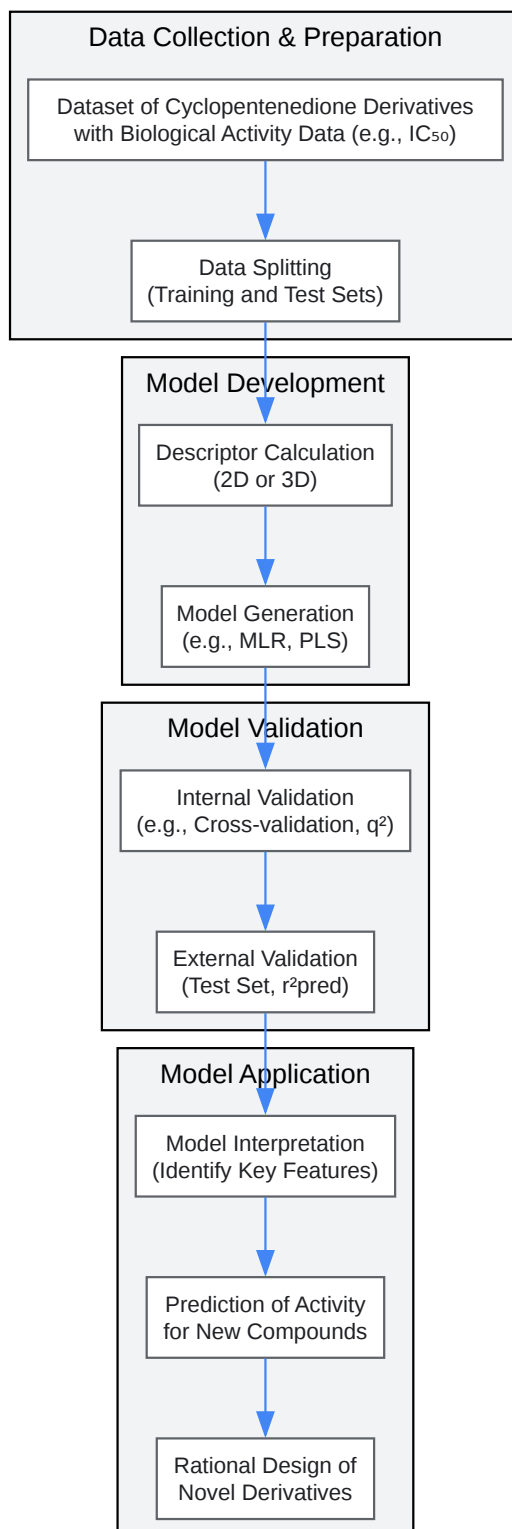 Data Collection & Preparation
Dataset of Cyclopentenedione Derivatives
with Biological Activity Data (e.g., IC₅₀)
Data Splitting
(Training and Test Sets)
Model Development
Descriptor Calculation
(2D or 3D)
Model Generation
(e.g., MLR, PLS)
Model Validation
Internal Validation
(e.g., Cross-validation, q²)
External Validation
(Test Set, r²pred)
Model Application
Model Interpretation
(Identify Key Features)
Prediction of Activity
for New Compounds
Rational Design of
Novel Derivatives